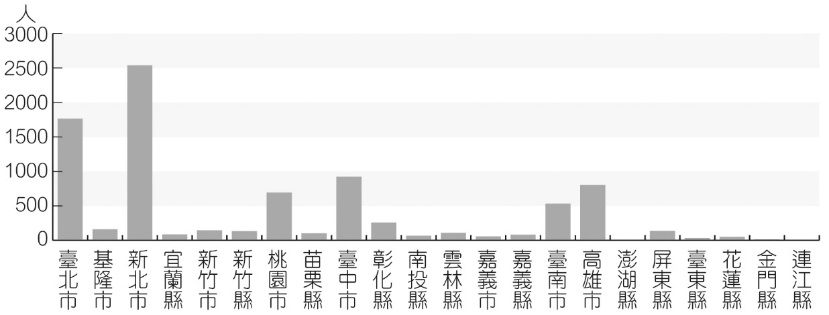 人
3000
2500
2000
1500
1000
500
0
臺北市
基隆市
新北市
宜蘭縣
新竹市
新竹縣
桃園市
苗栗縣
臺中市
彰化縣
南投縣
雲林縣
嘉義市
嘉義縣
臺南市
高雄市
澎湖縣
屏東縣
臺東縣
花蓮縣
金門縣
連江縣